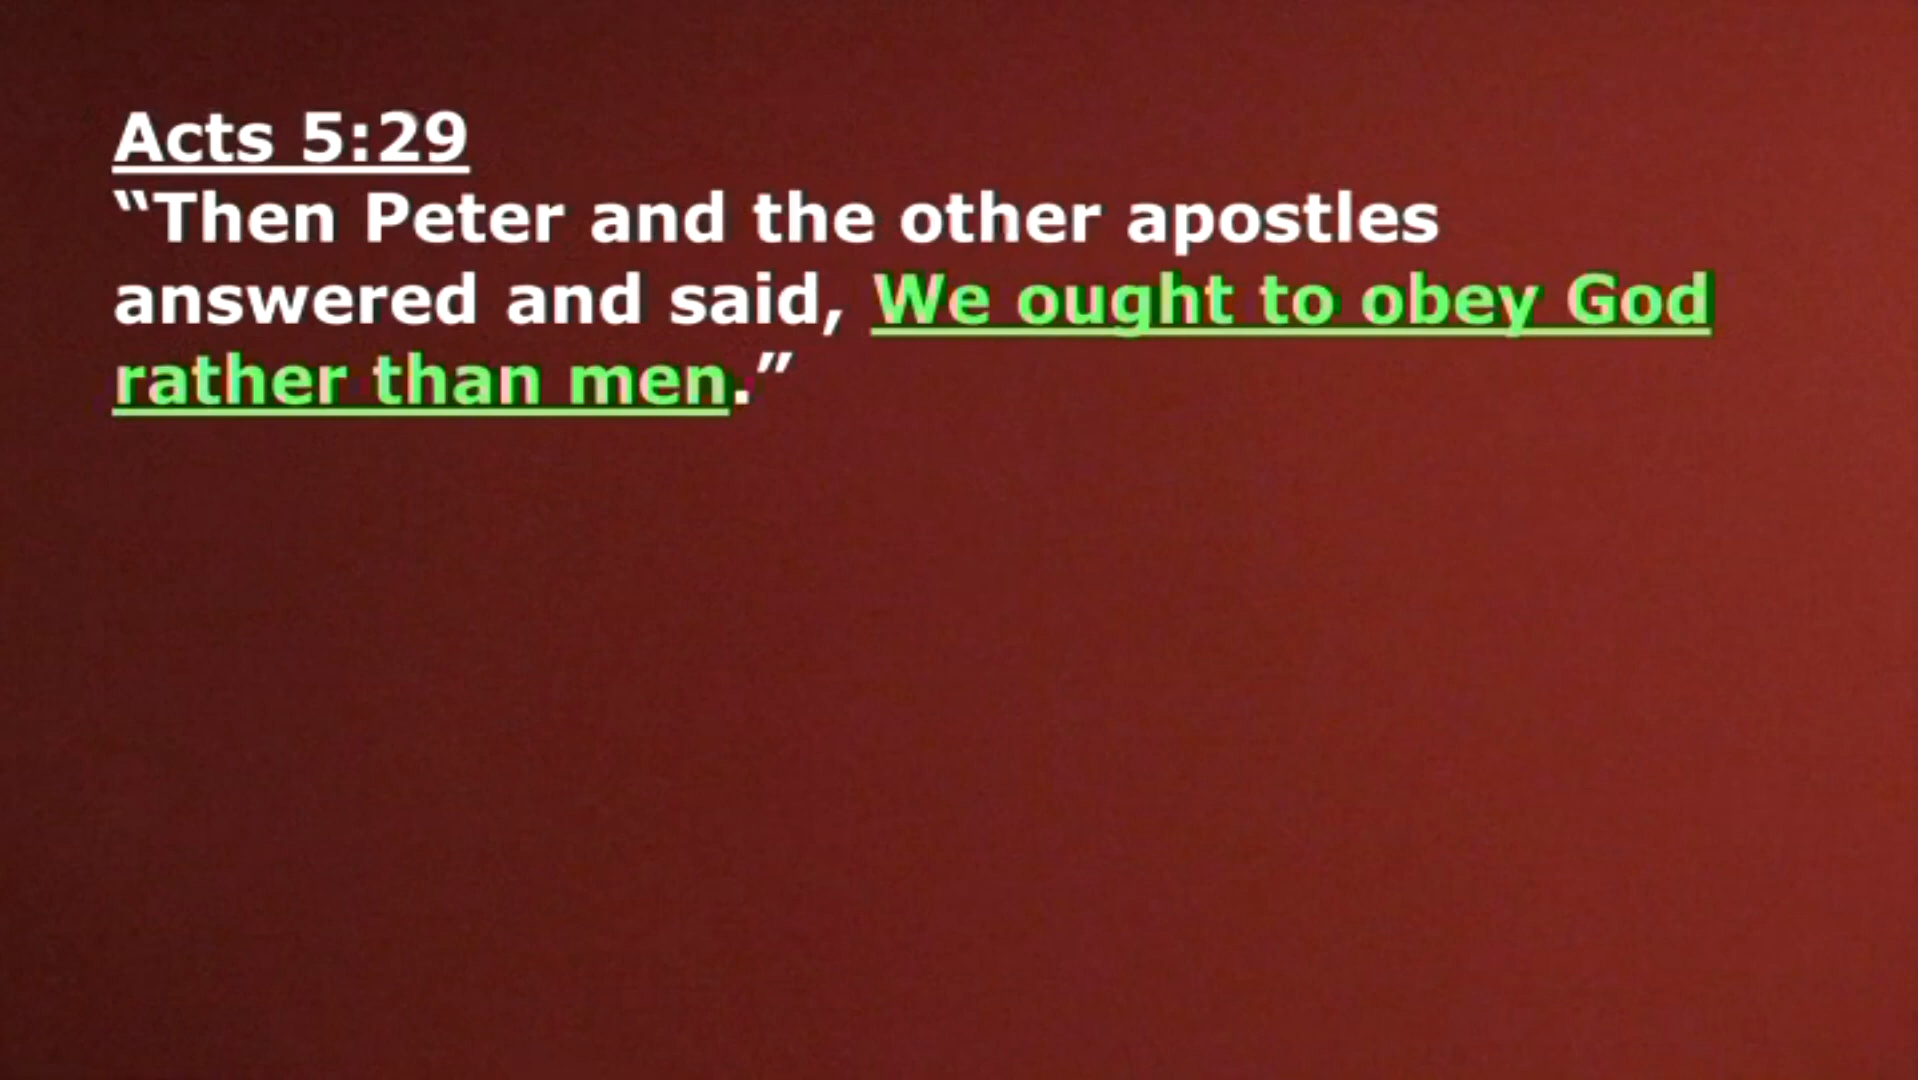 Acts 5:29
“Then Peter and the other apostles
answered and said, We ought to obey God
rather than men.”